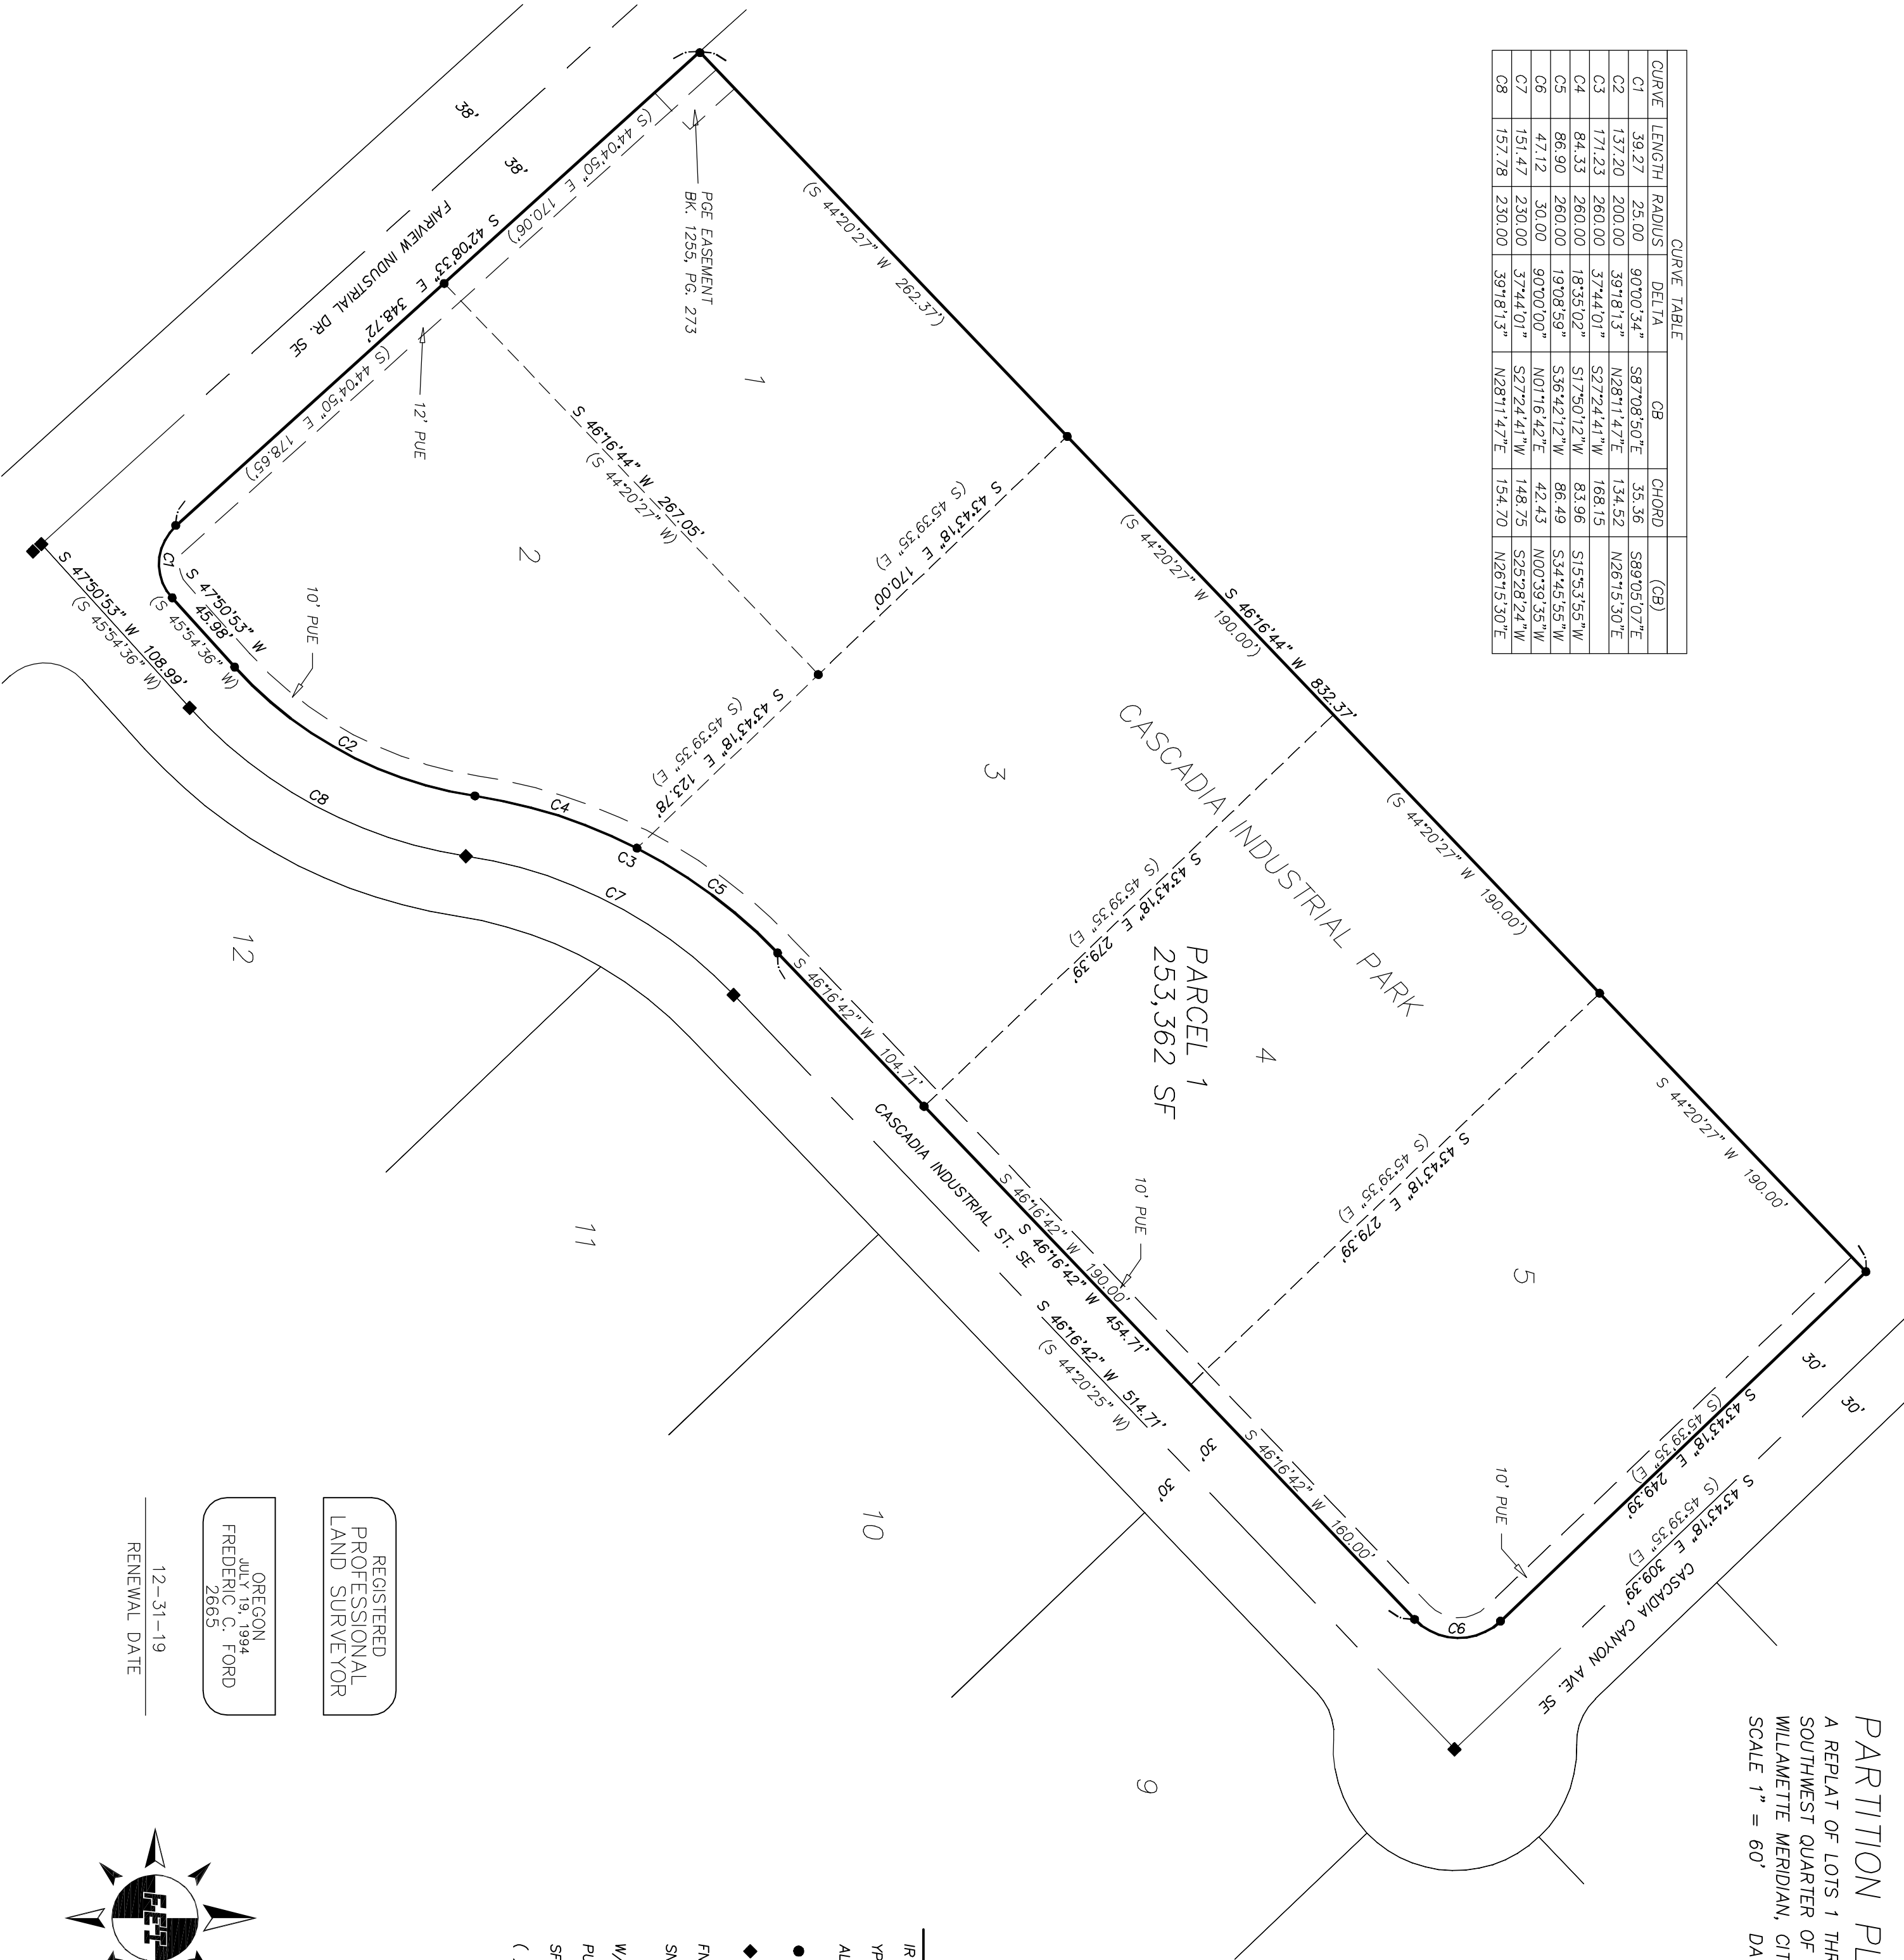 PARTITION PL
A REPLAT OF LOTS 1 THR
SOUTHWEST QUARTER OF
WILLAMETTE MERIDIAN, CIT
SCALE 1" = 60' DA
CURVE TABLE
CURVE LENGTH RADIUS DELTA CB CHORD (CB)
C1 39.27 25.00 90°00'34" S87°08'50"E 35.36 S89°05'07"E
C2 137.20 200.00 39°18'13" N28°11'47"E 134.52 N26°15'30"E
C3 171.23 260.00 37°44'01" S27°24'41"W 168.15
C4 84.33 260.00 18°35'02" S17°50'12"W 83.96 S15°53'55"W
C5 86.90 260.00 19°08'59" S36°42'12"W 86.49 S34°45'55"W
C6 47.12 30.00 90°00'00" N01°16'42"E 42.43 N00°39'35"W
C7 151.47 230.00 37°44'01" S27°24'41"W 148.75 S25°28'24"W
C8 157.78 230.00 39°18'13" N28°11'47"E 154.70 N26°15'30"E
30'
30'
S 43°43'18" E 249.39'
(S 45°39'35" E)
S 43°43'18" E 309.39'
(S 45°39'35" E)
CASCADIA CANYON AVE. SE
10' PUE
C6
S 44°20'27" W 190.00'
5
S 43°43'18" E 279.39'
(S 45°39'35" E)
(S 44°20'27" W 190.00')
S 46°16'44" W 832.37'
(S 44°20'27" W 190.00')
CASCADIA INDUSTRIAL PARK
4
PARCEL 1
253,362 SF
S 43°43'18" E 279.39'
(S 45°39'35" E)
3
(S 44°20'27" W 262.37')
S 43°43'18" E 170.00'
(S 45°39'35" E)
S 43°43'18" E 123.78'
(S 45°39'35" E)
1
PGE EASEMENT
BK. 1255, PG. 273
S 46°16'44" W 267.05'
(S 44°20'27" W)
2
(S 44°04'50" E 170.06')
S 42°08'33" E 348.72'
(S 44°04'50" E 178.65')
12' PUE
38'
38'
FAIRVIEW INDUSTRIAL DR. SE
C1
S 47°50'53" W
45.98'
(S 45°54'36" W)
10' PUE
S 47°50'53" W 108.99'
(S 45°54'36" W)
C2
C8
C4
C3
C5
C7
S 46°16'42" W 104.71'
CASCADIA INDUSTRIAL ST. SE
S 46°16'42" W 190.00'
10' PUE
S 46°16'42" W 454.71'
S 46°16'42" W 514.71'
(S 44°20'25" W)
S 46°16'42" W 160.00'
30'
30'
12
11
10
9
REGISTERED
PROFESSIONAL
LAND SURVEYOR
OREGON
JULY 19, 1994
FREDERIC C. FORD
2665
12-31-19
RENEWAL DATE
IR
YP
AL
FN
SN
W/
PU
SF
(